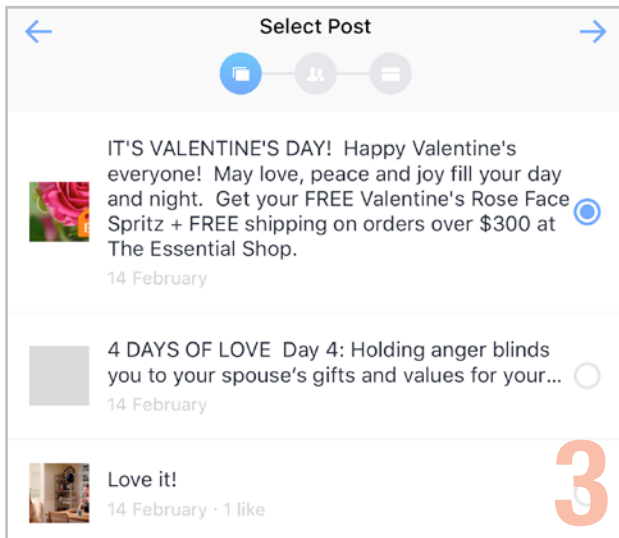 Select Post
IT'S VALENTINE'S DAY!  Happy Valentine's
everyone!  May love, peace and joy fill your day
and night.  Get your FREE Valentine's Rose Face
Spritz + FREE shipping on orders over $300 at
The Essential Shop.
14 February
4 DAYS OF LOVE  Day 4: Holding anger blinds
you to your spouse's gifts and values for your...
14 February
Love it!
14 February · 1 like
3